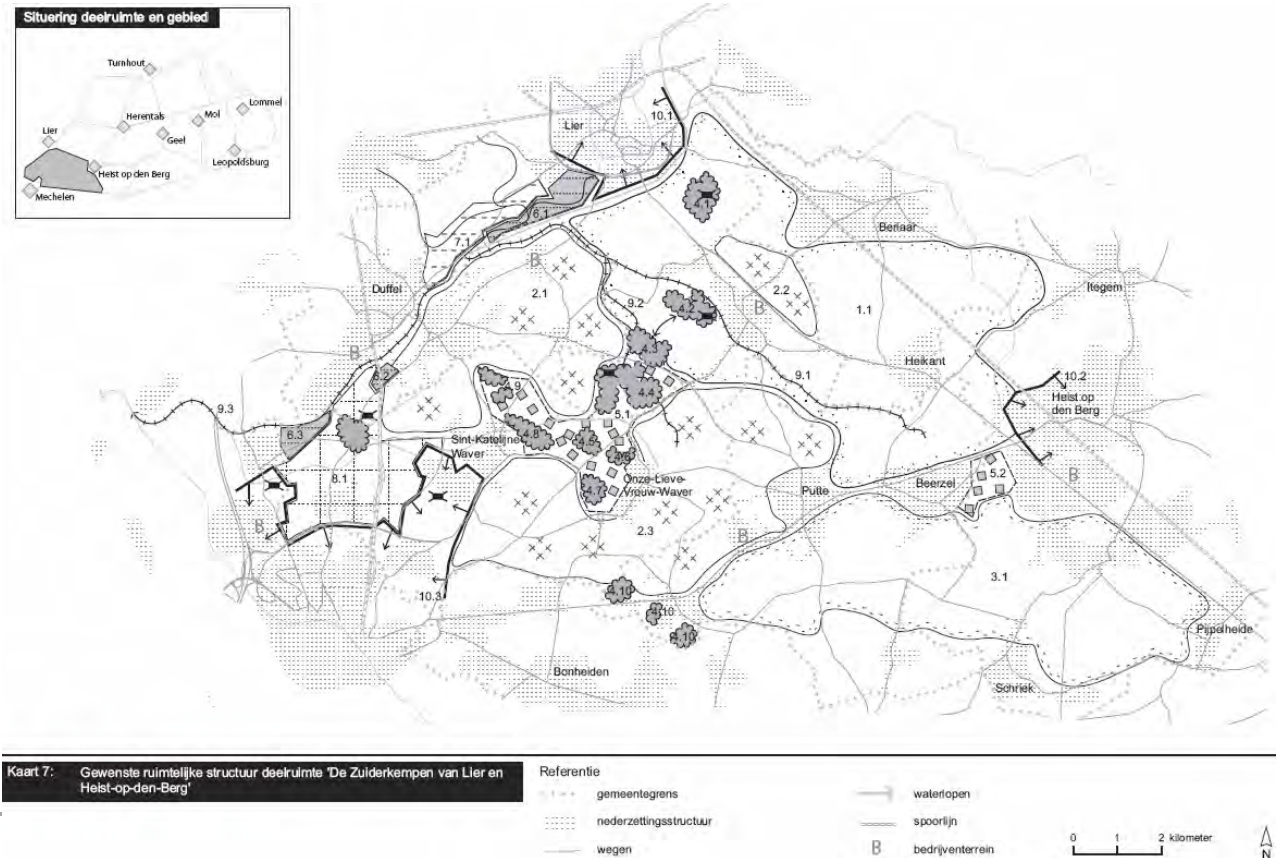 Situering deelruimte en gebied
Turnhout
Lommel
Herentals
Mol
Lier
Geel
Leopoldsburg
Heist op den Berg
Mechelen
10.1
Lier
4.1
6.1
Berlaar
7.1
B
2.2
Duffel
2.1
9.2
4.2
Itegem
1.1
B
4.3
B
Heikant
9.1
10.2
4.9
4.4
Heist op
den Berg
9.3
5.1
6.3
4.8
4.5
Sint-Katelijne
Waver
8.1
4.7
Onze-Lieve-
Vrouw-Waver
Putte
Beerzel
5.2
B
B
2.3
B
3.1
10.3
4.10
4.10
4.10
Pijpelheide
Bonheiden
Schriek
Kaart 7: Gewenste ruimtelijke structuur deelruimte 'De Zuiderkempen van Lier en
Heist-op-den-Berg'
Referentie
gemeentegrens
nederzettingsstructuur
wegen
waterlopen
spoorlijn
B bedrijventerrein
0 1 2 kilometer
N